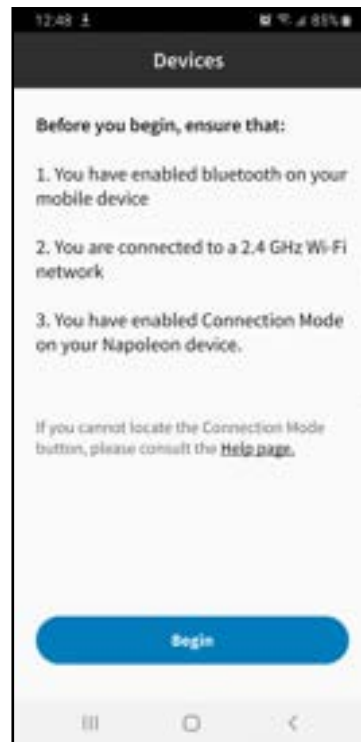 12:48 85%
Devices
Before you begin, ensure that:
1. You have enabled bluetooth on your
mobile device
2. You are connected to a 2.4 GHz Wi-Fi
network
3. You have enabled Connection Mode
on your Napoleon device.
If you cannot locate the Connection Mode
button, please consult the Help page.
Begin